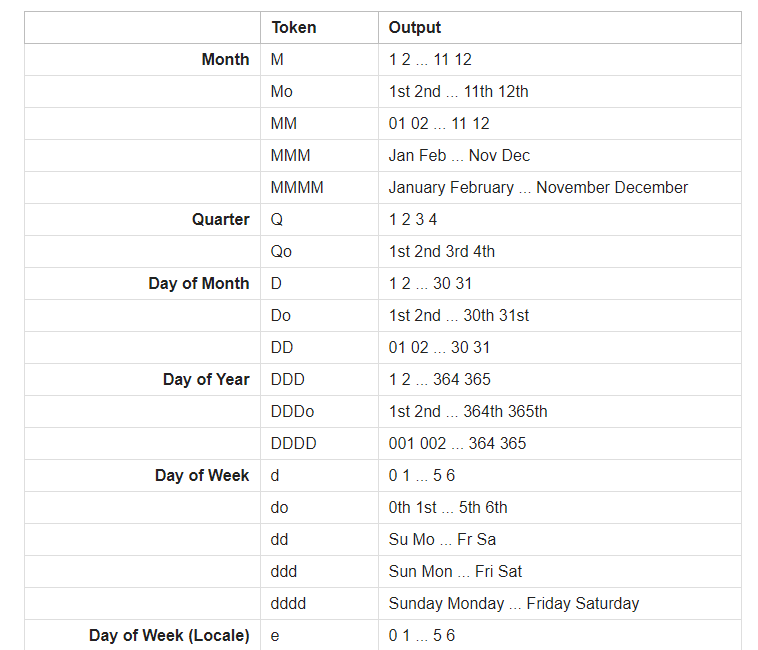 Token Output
Month M 1 2 ... 11 12
Mo 1st 2nd ... 11th 12th
MM 01 02 ... 11 12
MMM Jan Feb ... Nov Dec
MMMM January February ... November December
Quarter Q 1 2 3 4
Qo 1st 2nd 3rd 4th
Day of Month D 1 2 ... 30 31
Do 1st 2nd ... 30th 31st
DD 01 02 ... 30 31
Day of Year DDD 1 2 ... 364 365
DDDo 1st 2nd ... 364th 365th
DDDD 001 002 ... 364 365
Day of Week d 0 1 ... 5 6
do 0th 1st ... 5th 6th
dd Su Mo ... Fr Sa
ddd Sun Mon ... Fri Sat
dddd Sunday Monday ... Friday Saturday
Day of Week (Locale) e 0 1 ... 5 6